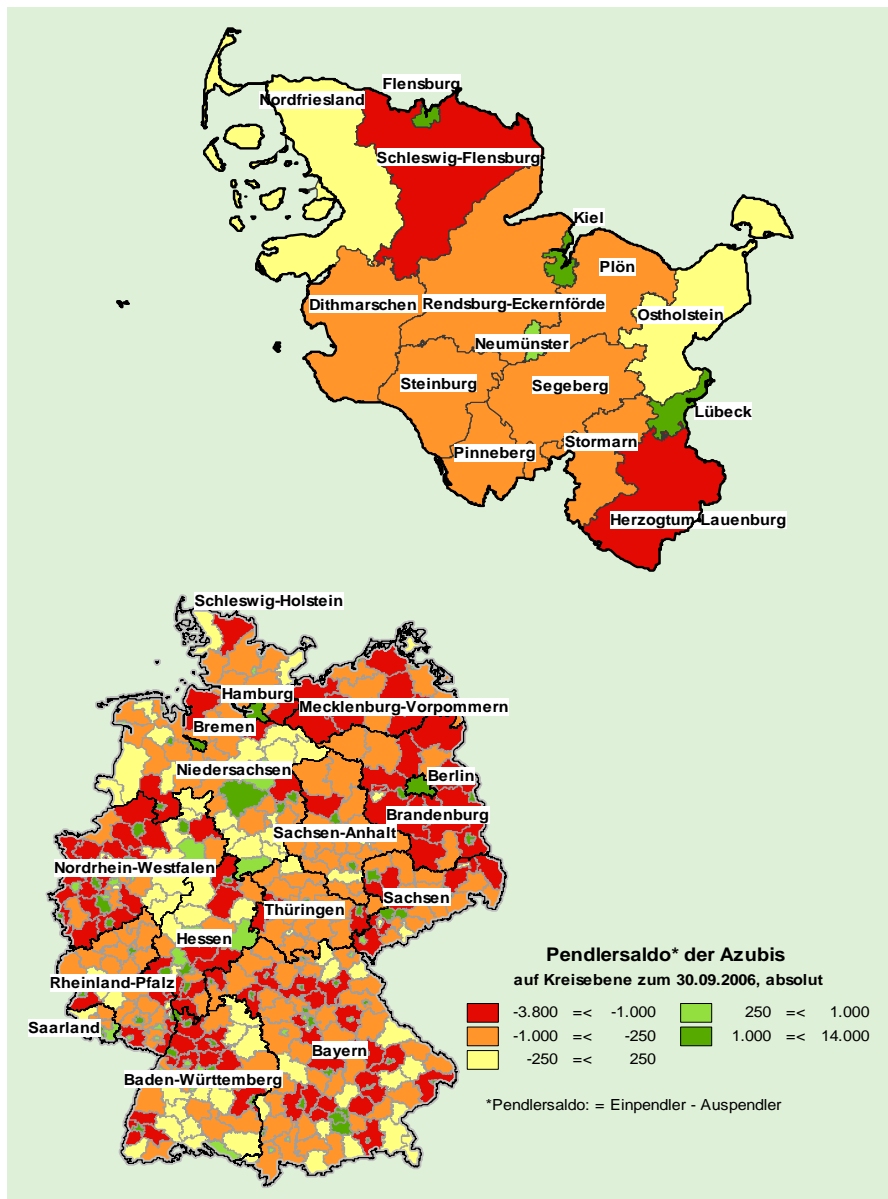 Flensburg
Nordfriesland
Schleswig-Flensburg
Kiel
Plön
Dithmarschen
Rendsburg-Eckernförde
Ostholstein
Neumünster
Steinburg
Segeberg
Lübeck
Stormarn
Pinneberg
Herzogtum Lauenburg
Schleswig-Holstein
Hamburg
Mecklenburg-Vorpommern
Bremen
Niedersachsen
Berlin
Brandenburg
Sachsen-Anhalt
Nordrhein-Westfalen
Sachsen
Thüringen
Hessen
Rheinland-Pfalz
Saarland
Bayern
Baden-Württemberg
Pendlersaldo* der Azubis
auf Kreisebene zum 30.09.2006, absolut
-3.800 =< -1.000
-1.000 =< -250
-250 =< 250
250 =< 1.000
1.000 =< 14.000
*Pendlersaldo: = Einpendler - Auspendler